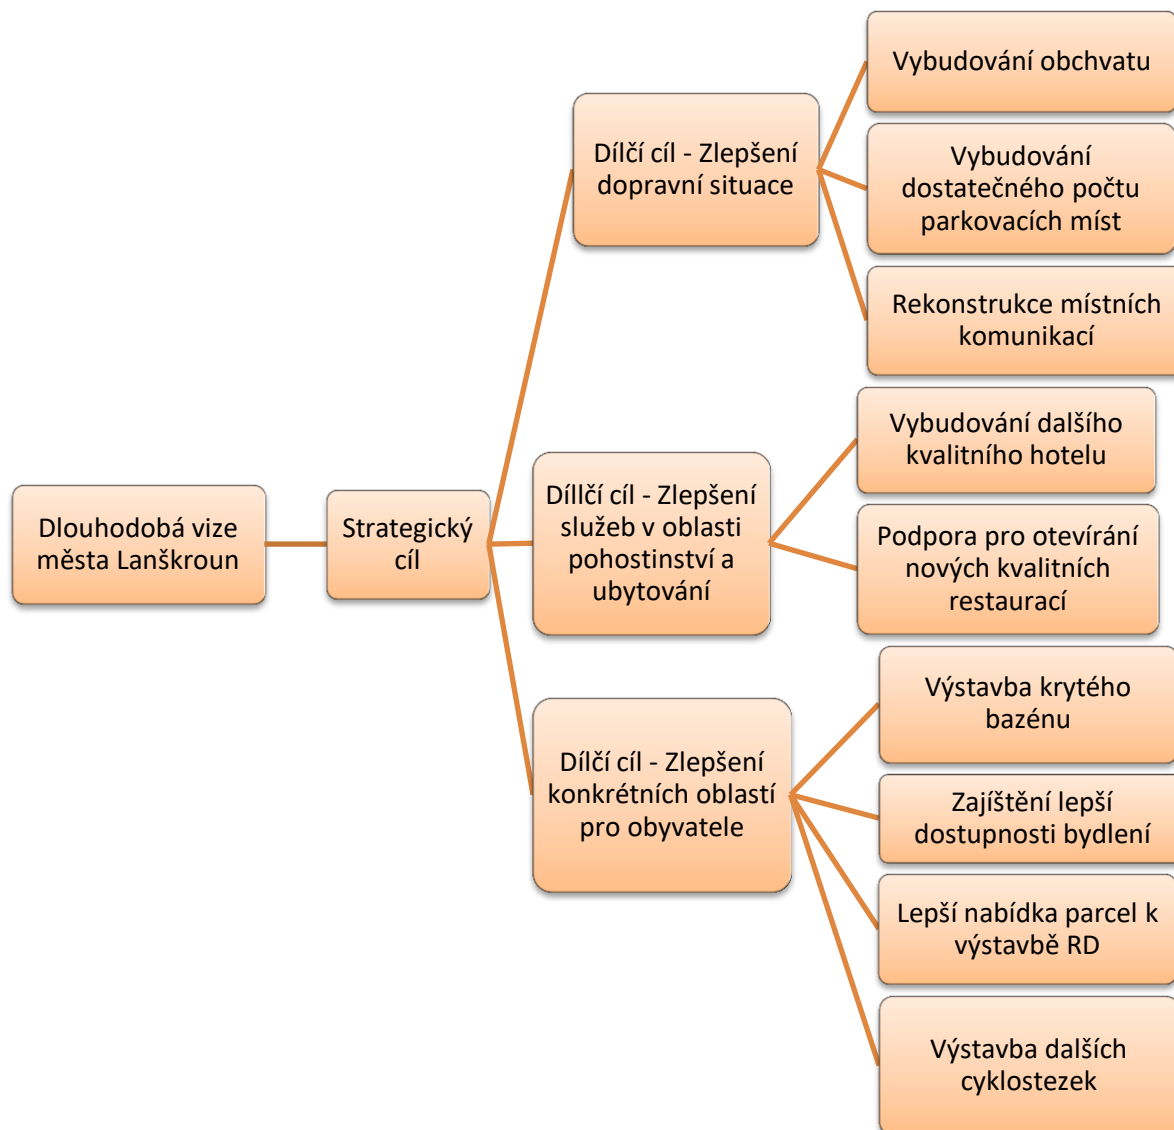 Dlouhodobá vize
města Lanškroun
Strategický
cíl
Dílčí cíl - Zlepšení
dopravní situace
Vybudování obchvatu
Vybudování
dostatečného počtu
parkovacích míst
Rekonstrukce místních
komunikací
Díllčí cíl - Zlepšení
služeb v oblasti
pohostinství a
ubytování
Vybudování dalšího
kvalitního hotelu
Podpora pro otevírání
nových kvalitních
restaurací
Dílčí cíl - Zlepšení
konkrétních oblastí
pro obyvatele
Výstavba krytého
bazénu
Zajíštění lepší
dostupnosti bydlení
Lepší nabídka parcel k
výstavbě RD
Výstavba dalších
cyklostezek